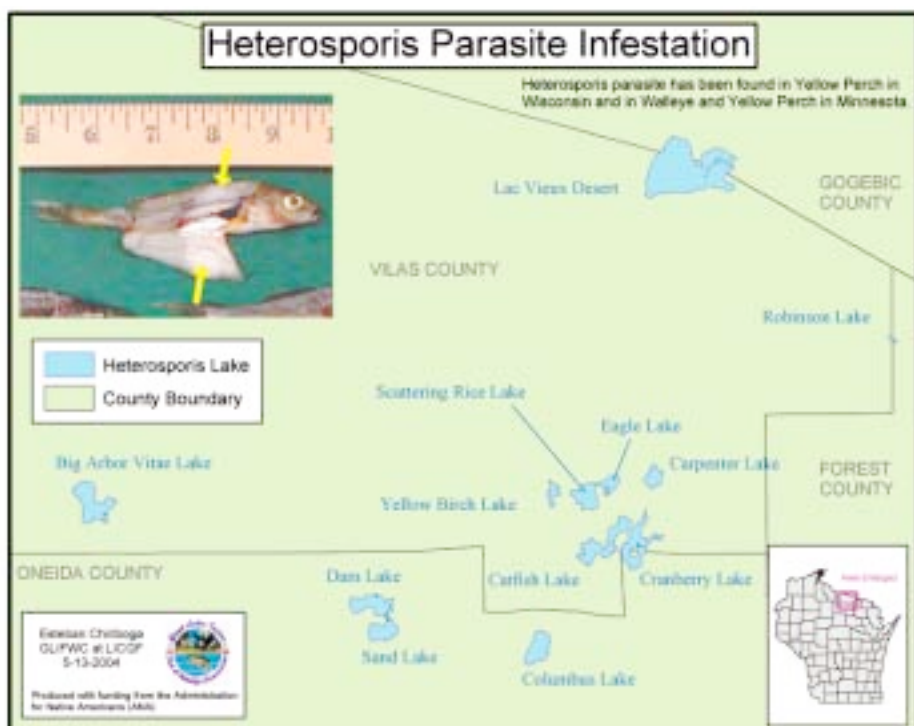 Heterosporis Parasite Infestation
Heterosporis parasite has been found in Yellow Perch in
Wisconsin and in Walleye and Yellow Perch in Minnesota
Lac Vieux Desert
GOGEBIC
COUNTY
VILAS COUNTY
Robinson Lake
Heterosporis Lake
County Boundary
Scattering Rice Lake
Eagle Lake
Big Arbor Vitae Lake
Carpenter Lake
FOREST
COUNTY
Yellow Birch Lake
ONEIDA COUNTY
Dam Lake
Catfish Lake
Cranberry Lake
Esteban Chiriboga
GLIFWC at LICGF
5-13-2004
Sand Lake
Columbus Lake
Produced with funding from the Administration
for Native Americans (ANA)